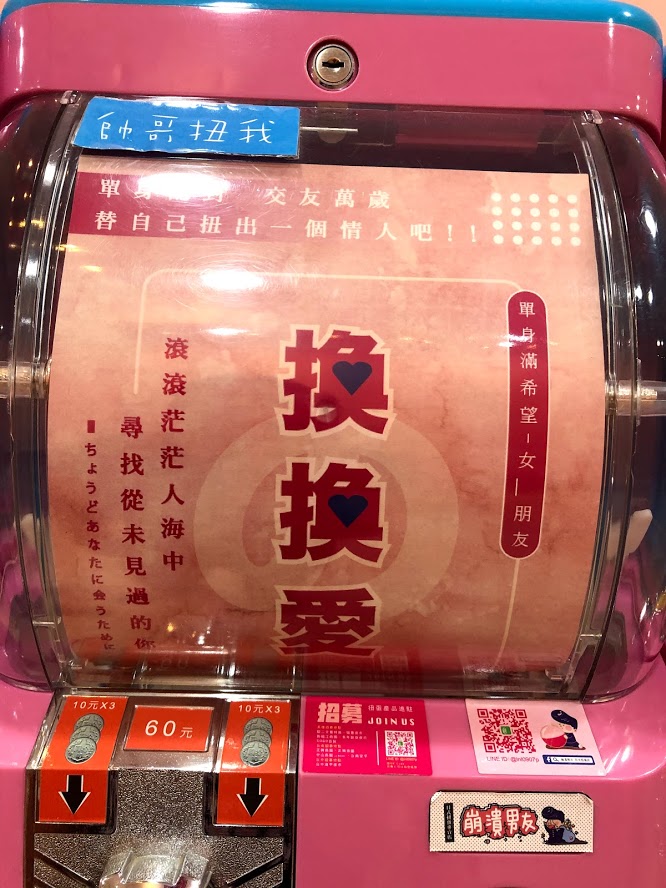 帥哥扭我
單身
交友萬歲
替自己扭出一個情人吧!!
單身滿希望-女-朋友
換換愛
滾滾茫茫人海中
尋找從未見過的你
ちょうどあなたに会うために
10元X3
60元
10元X3
招募
JOIN US
LINE ID:
崩潰男友